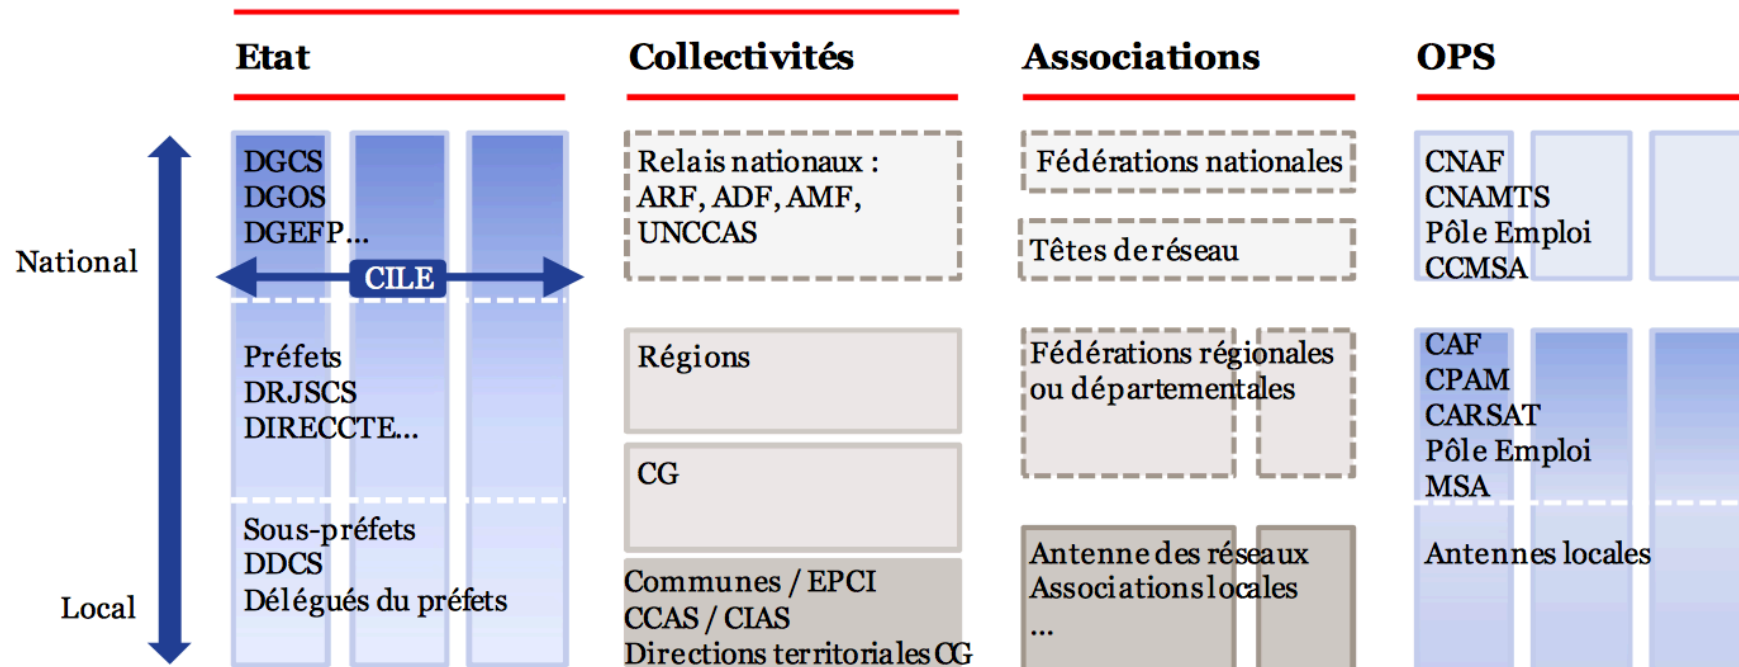 Etat
Collectivités
Associations
OPS
National
Local
DGCS
DGOS
DGEFP...
CILE
Préfets
DRJSCS
DIRECCTE...
Sous-préfets
DDCS
Délégués du préfets
Relais nationaux :
ARF, ADF, AMF,
UNCCAS
Régions
CG
Communes / EPCI
CCAS / CIAS
Directions territoriales CG
Fédérations nationales
Têtes de réseau
Fédérations régionales
ou départementales
Antenne des réseaux
Associations locales
...
CNAF
CNAMTS
Pôle Emploi
CCMSA
CAF
CPAM
CARSAT
Pôle Emploi
MSA
Antennes locales